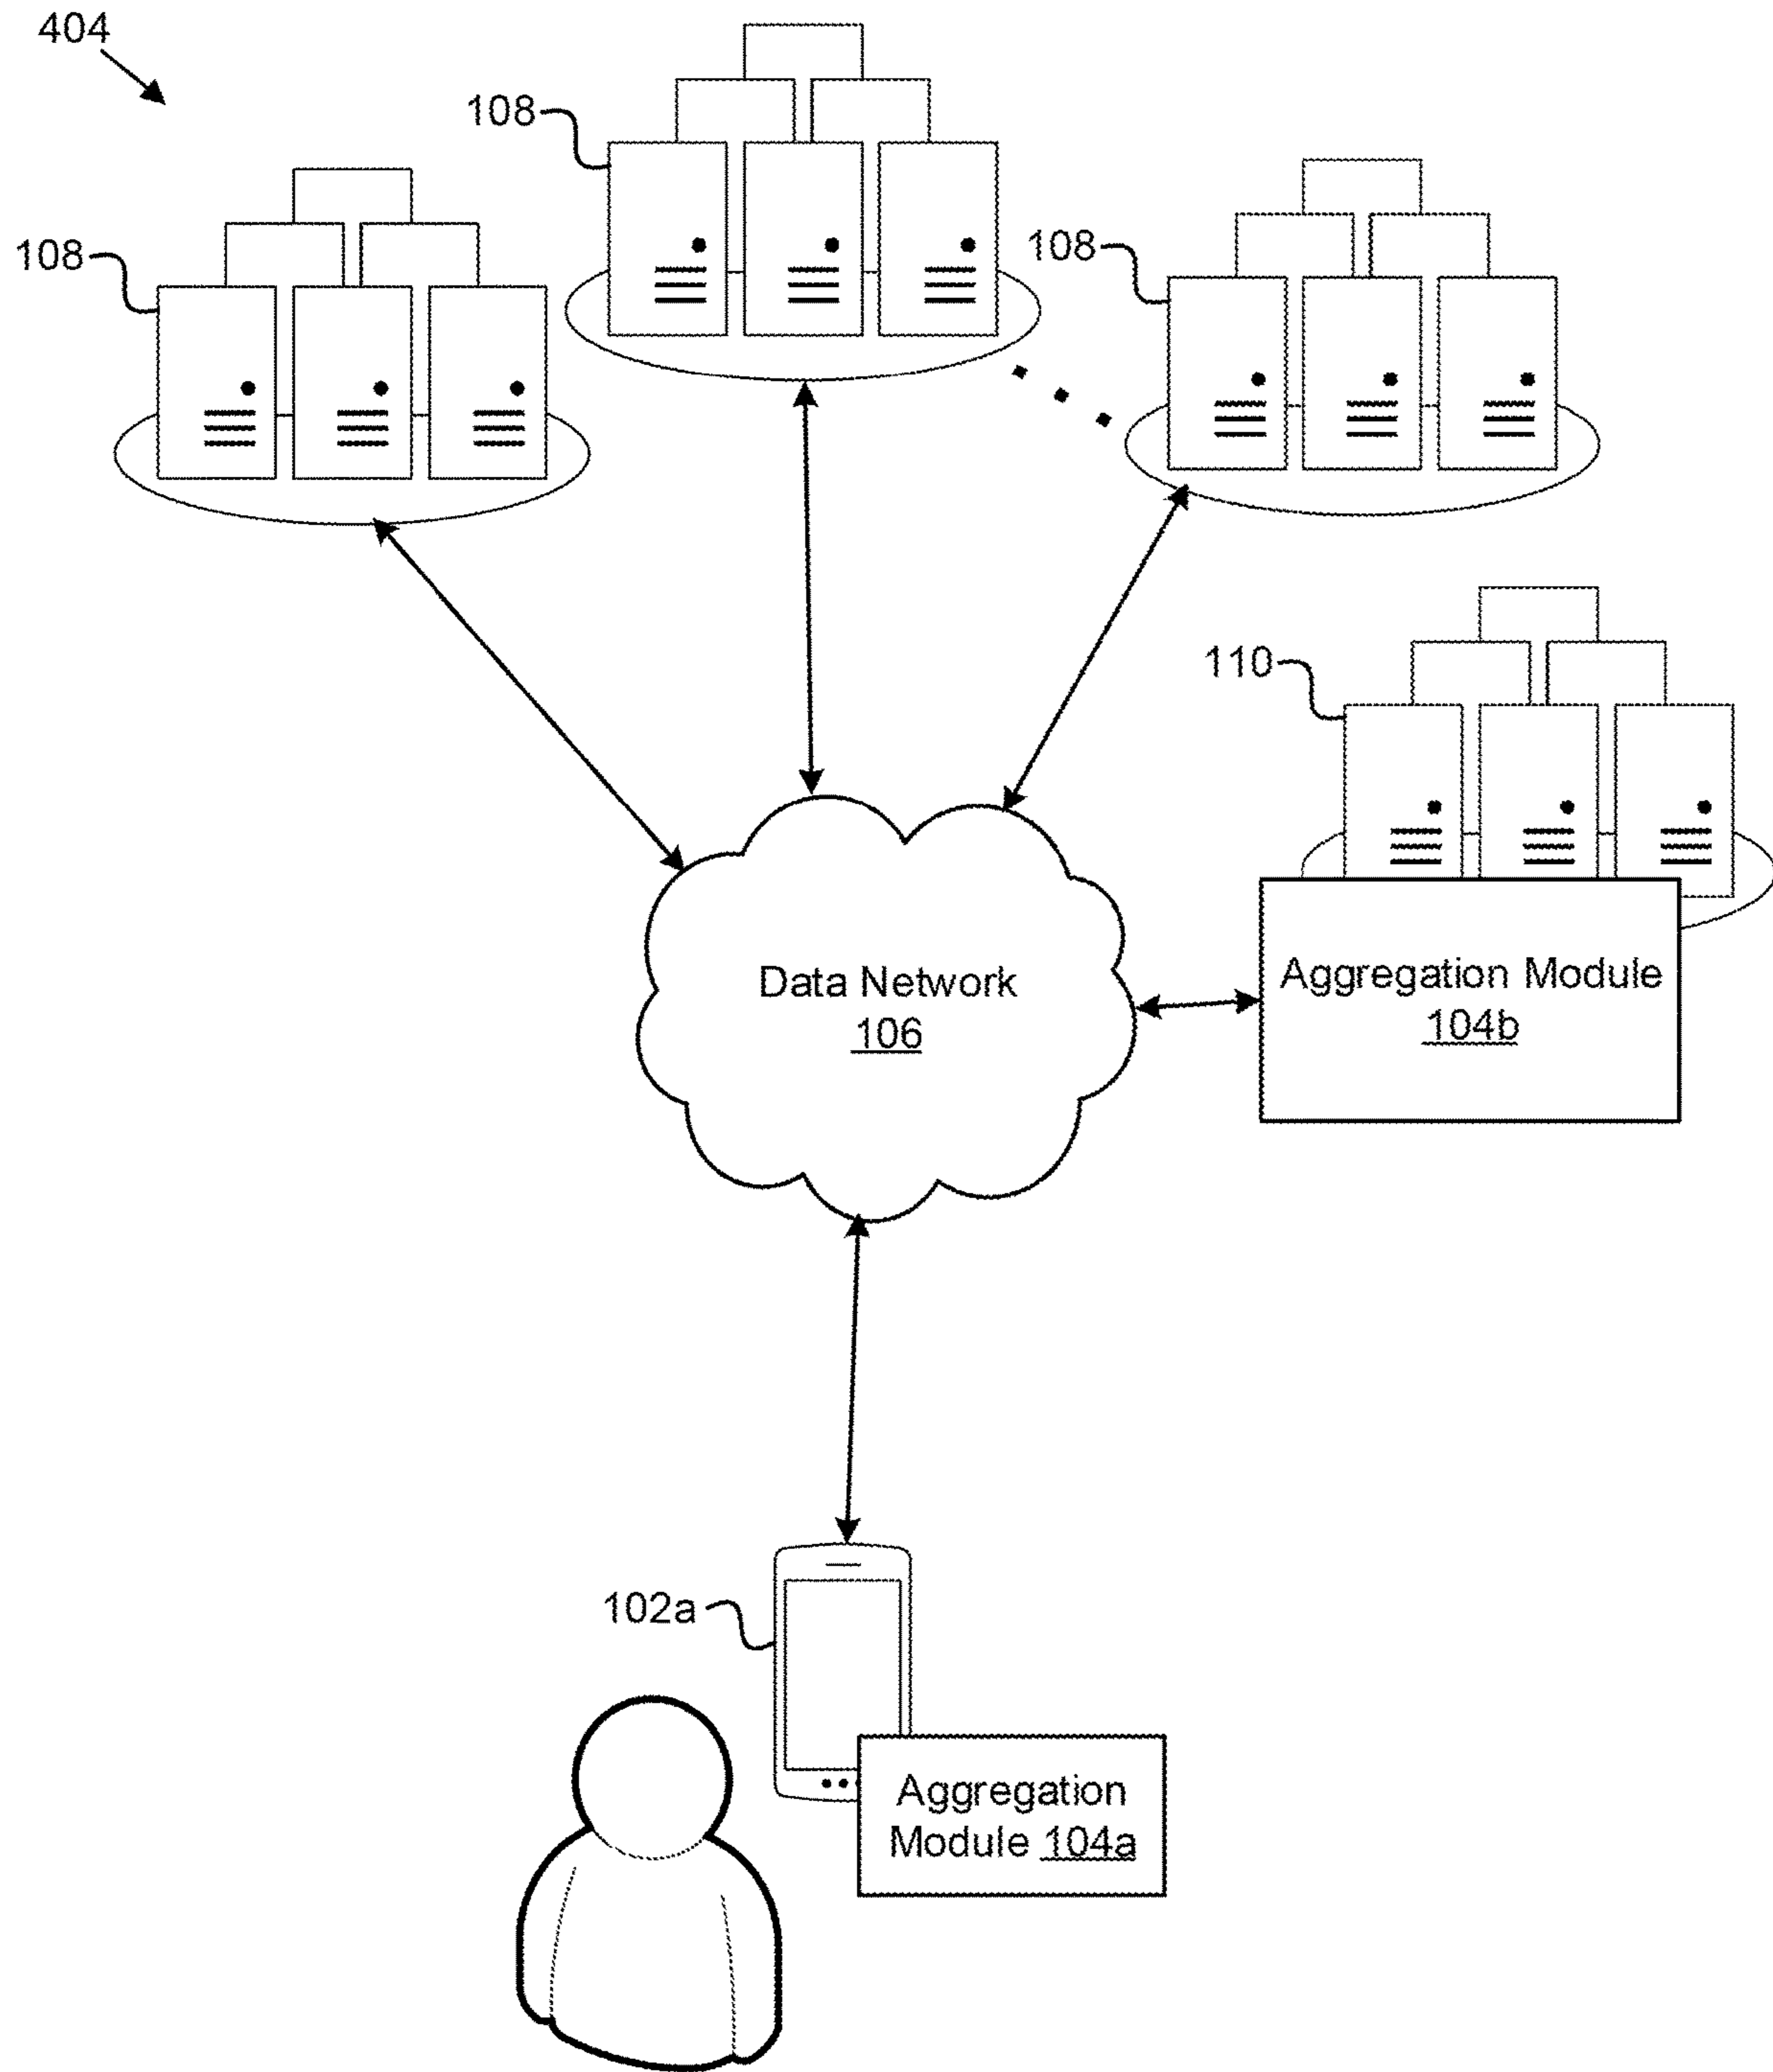 404
108
108
108
110
Data Network
106
Aggregation Module
104b
102a
Aggregation
Module 104a